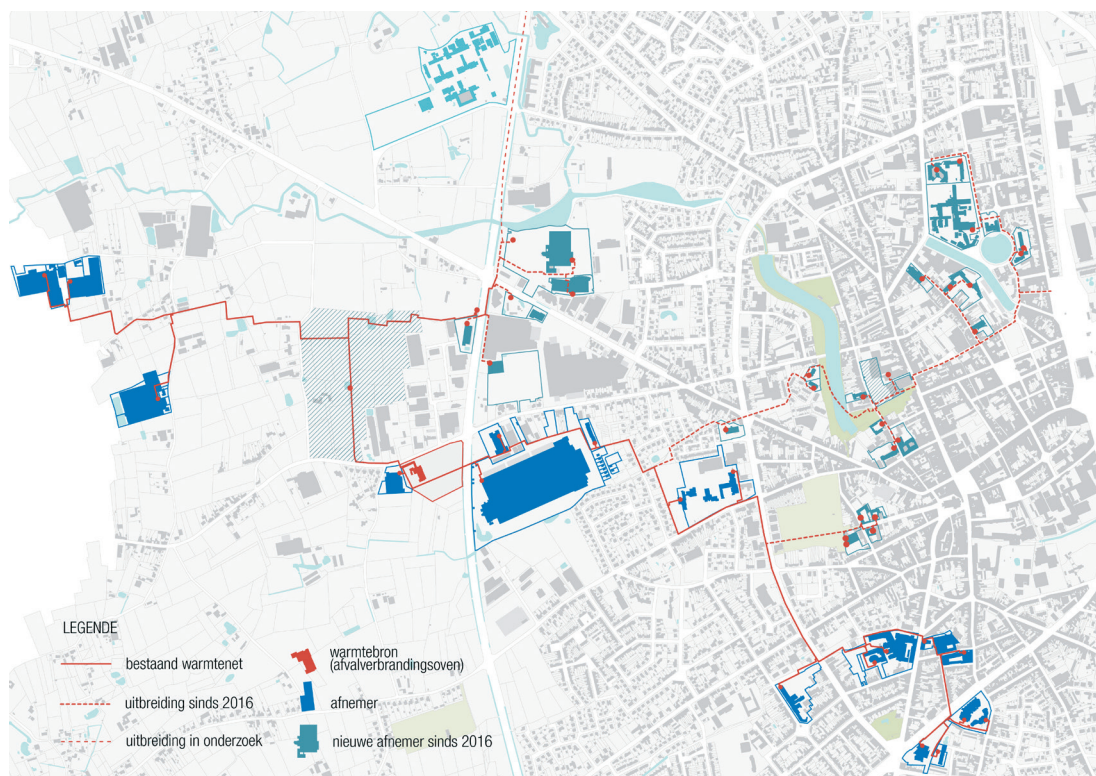 LEGENDE
bestaand warmtenet
uitbreiding sinds 2016
uitbreiding in onderzoek
warmtebron
(afvalverbrandingsoven)
afnemer
nieuwe afnemer sinds 2016